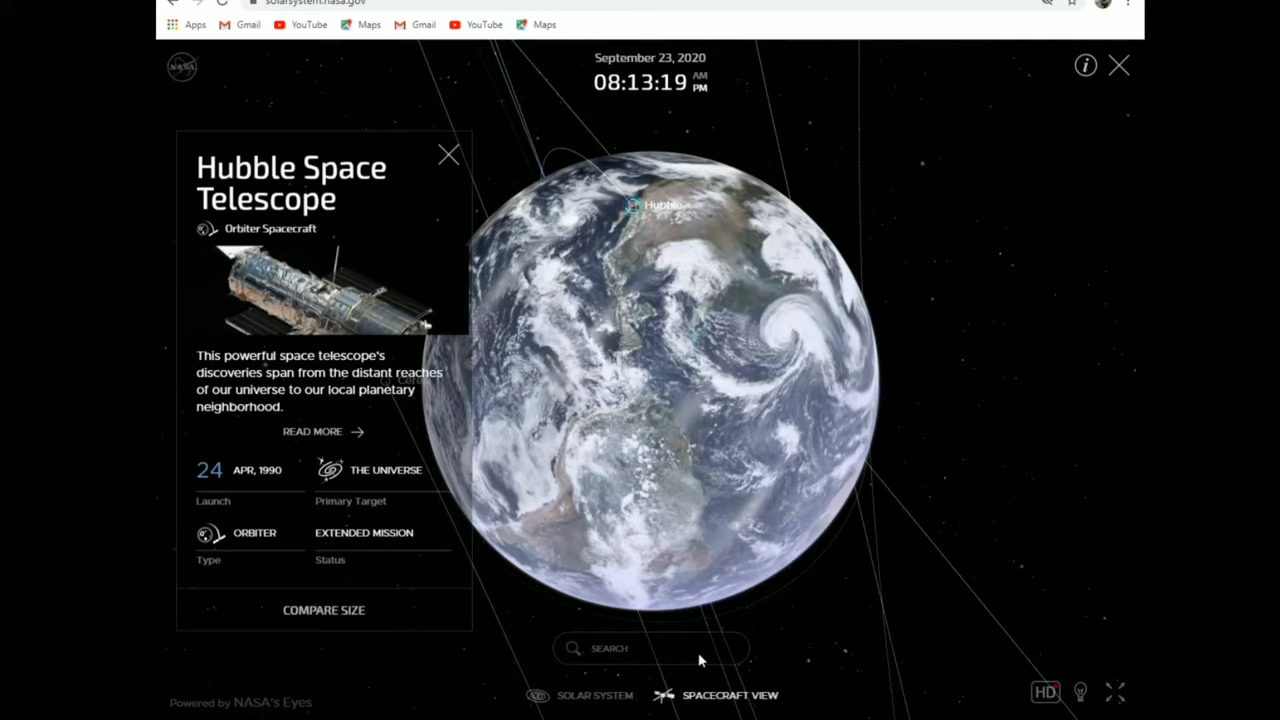 solarsystem.nasa.gov
Apps Gmail YouTube Maps Gmail YouTube Maps
NASA
September 23, 2020
08:13:19 AM PM
Hubble Space
Telescope
Orbiter Spacecraft
Hubble
This powerful space telescope's
discoveries span from the distant reaches
of our universe to our local planetary
neighborhood.
READ MORE
24 APR, 1990
Launch
THE UNIVERSE
Primary Target
ORBITER
Type
EXTENDED MISSION
Status
COMPARE SIZE
SEARCH
SOLAR SYSTEM SPACECRAFT VIEW
HD
Powered by NASA's Eyes